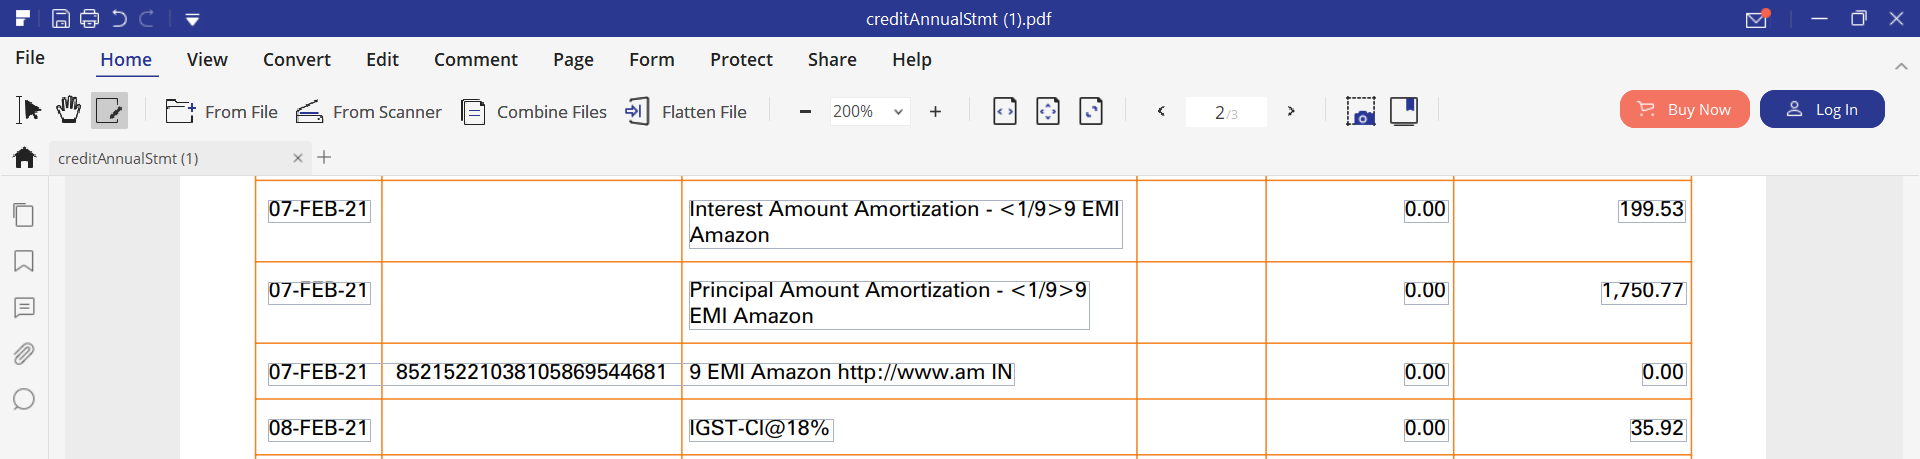 creditAnnualStmt (1).pdf
File Home View Convert Edit Comment Page Form Protect Share Help
From File From Scanner Combine Files Flatten File 200% 2/3 Buy Now Log In
creditAnnualStmt (1)
07-FEB-21 Interest Amount Amortization - <1/9>9 EMI 0.00 199.53
Amazon
07-FEB-21 Principal Amount Amortization - <1/9>9 0.00 1,750.77
EMI Amazon
07-FEB-21 85215221038105869544681 9 EMI Amazon http://www.am IN 0.00 0.00
08-FEB-21 IGST-CI@18% 0.00 35.92